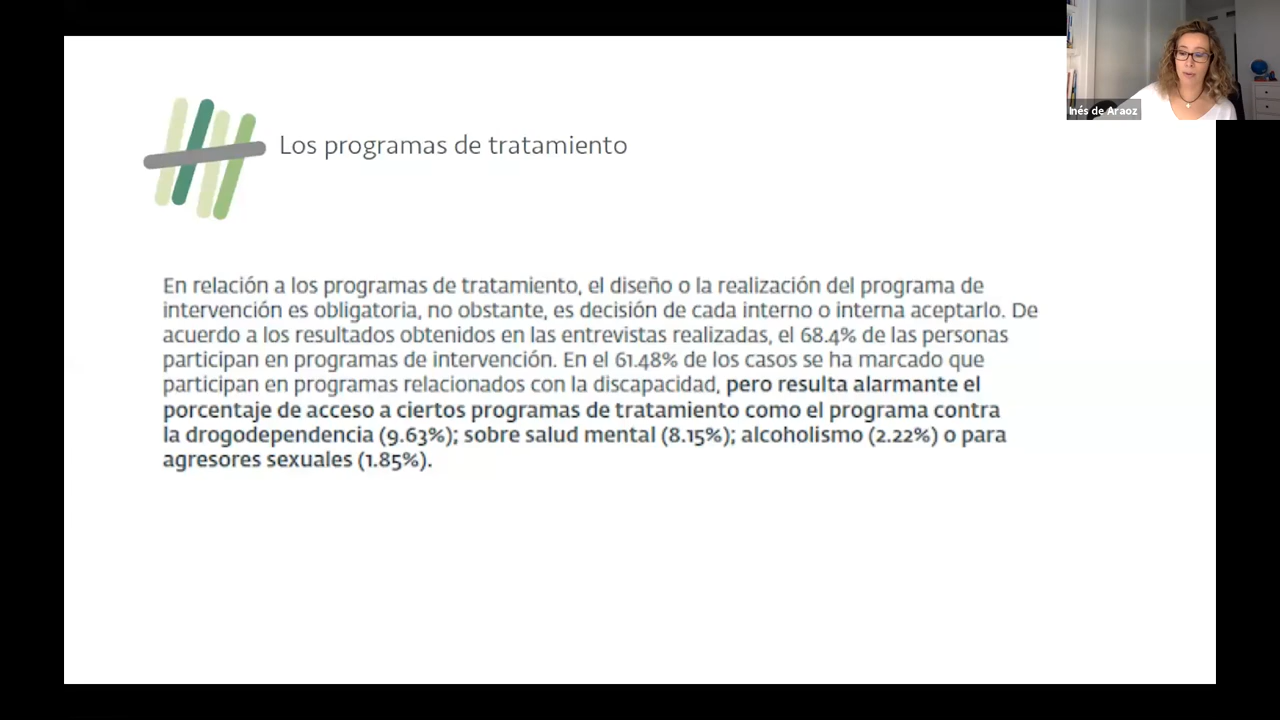 Inés de Araoz
Los programas de tratamiento
En relación a los programas de tratamiento, el diseño o la realización del programa de
intervención es obligatoria, no obstante, es decisión de cada interno o interna aceptarlo. De
acuerdo a los resultados obtenidos en las entrevistas realizadas, el 68.4% de las personas
participan en programas de intervención. En el 61.48% de los casos se ha marcado que
participan en programas relacionados con la discapacidad, pero resulta alarmante el
porcentaje de acceso a ciertos programas de tratamiento como el programa contra
la drogodependencia (9.63%); sobre salud mental (8.15%); alcoholismo (2.22%) o para
agresores sexuales (1.85%).